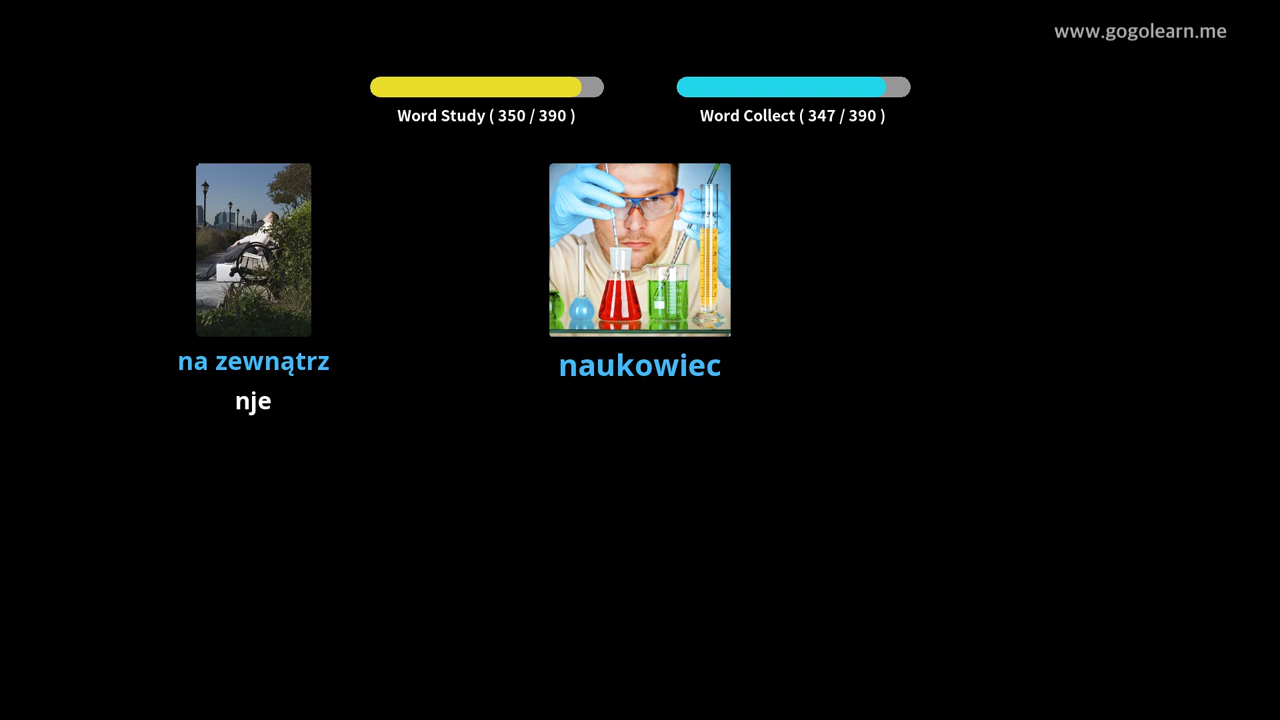 www.gogolearn.me
Word Study ( 350 / 390 )
Word Collect ( 347 / 390 )
na zewnątrz
nje
naukowiec